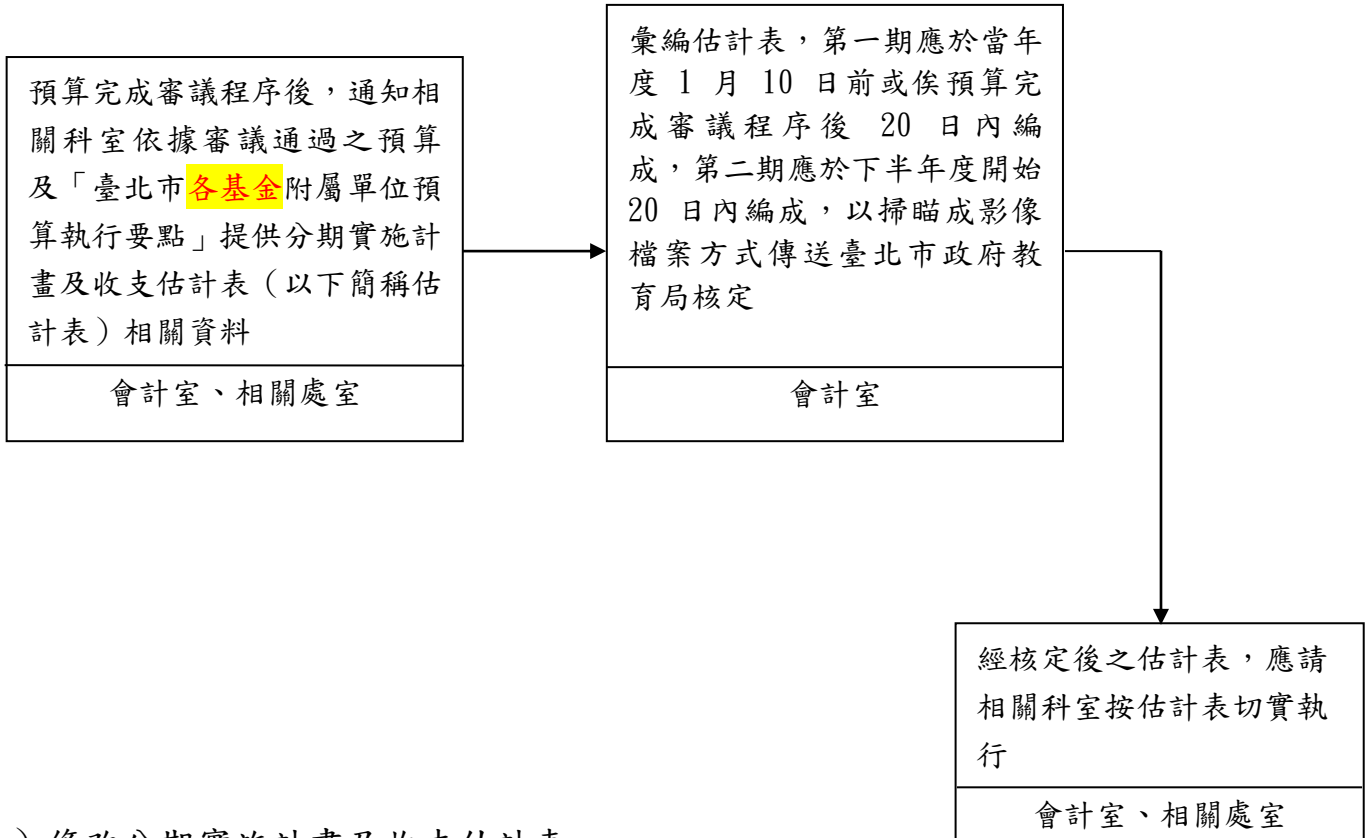 預算完成審議程序後，通知相
關科室依據審議通過之預算
及「臺北市各基金附屬單位預
算執行要點」提供分期實施計
畫及收支估計表（以下簡稱估
計表）相關資料
會計室、相關處室
彙編估計表，第一期應於當年
度 1 月 10 日前或俟預算完
成審議程序後 20 日內編
成，第二期應於下半年度開始
20 日內編成，以掃瞄成影像
檔案方式傳送臺北市政府教
育局核定
會計室
經核定後之估計表，應請
相關科室按估計表切實執
行
會計室、相關處室